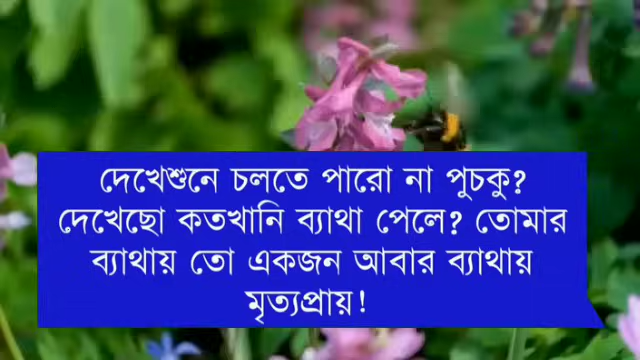 দেখেশুনে চলতে পারো না পুচকু?
দেখেছো কতখানি ব্যাথা পেলে? তোমার
ব্যাথায় তো একজন আবার ব্যাথায়
মৃত্যপ্রায়!